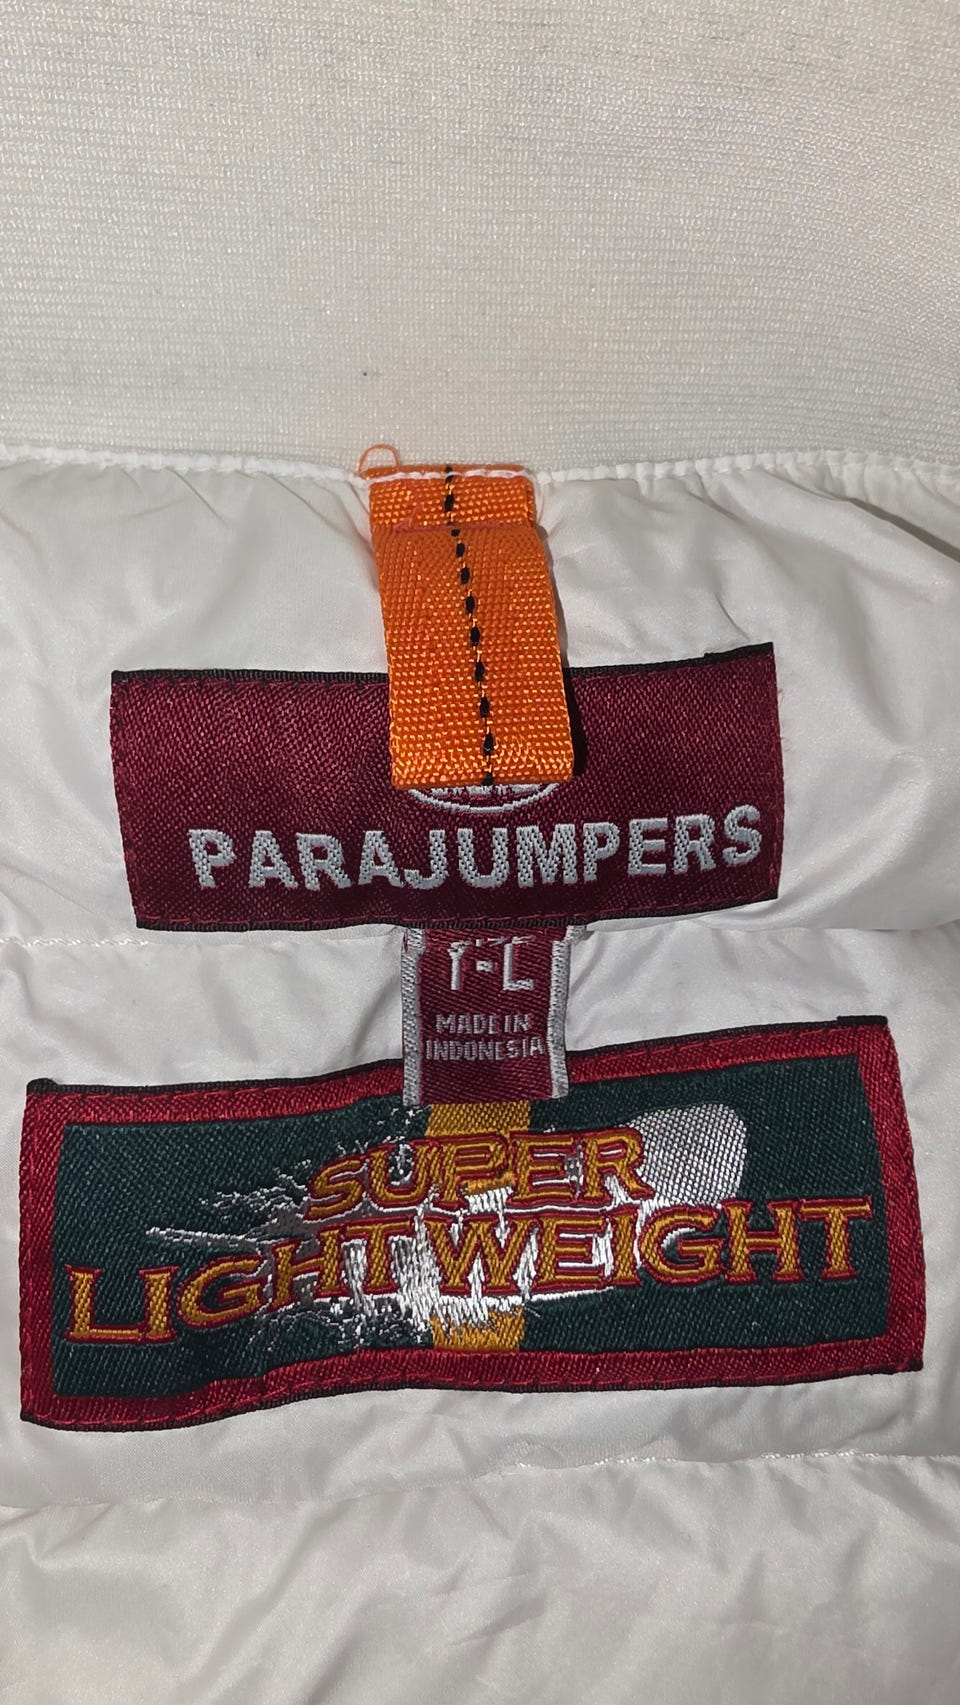 PARAJUMPERS
Y-L
MADE IN
INDONESIA
SUPER
LIGHTWEIGHT